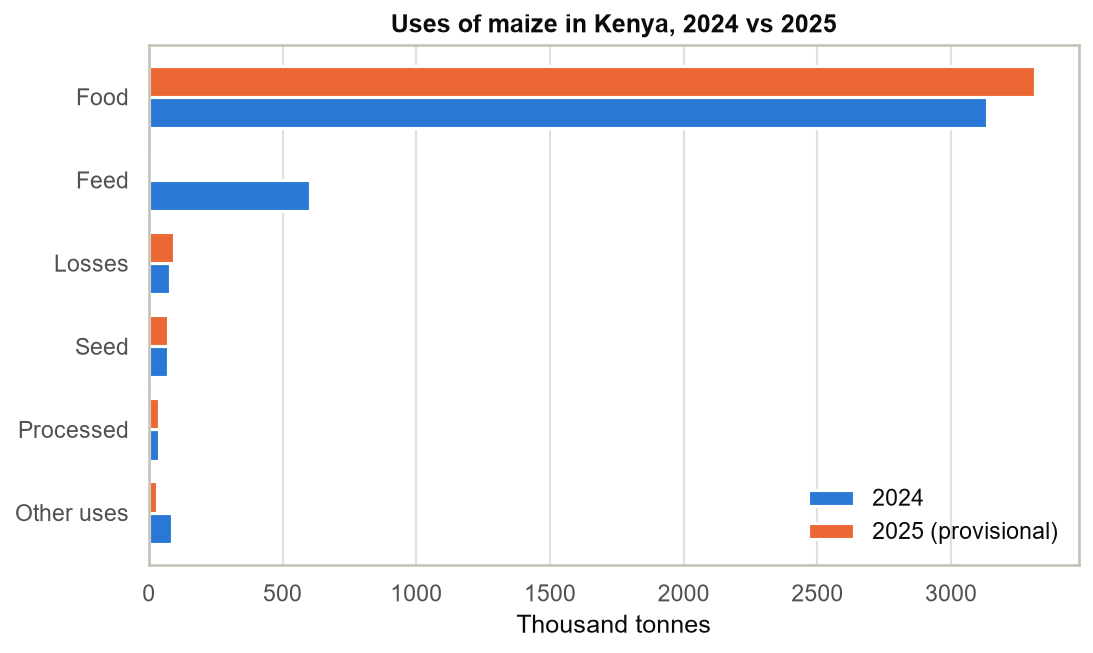 Uses of maize in Kenya, 2024 vs 2025
Food
Feed
Losses
Seed
Processed
Other uses
2024
2025 (provisional)
0 500 1000 1500 2000 2500 3000
Thousand tonnes